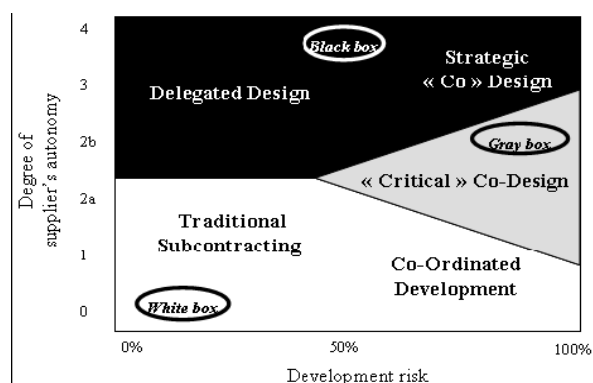 4
Black box
Strategic
« Co » Design
3
Delegated Design
2b
Gray box
« Critical » Co-Design
2a
Traditional
Subcontracting
1
Co-Ordinated
Development
White box
0
Degree of
supplier's autonomy
0%
50%
100%
Development risk